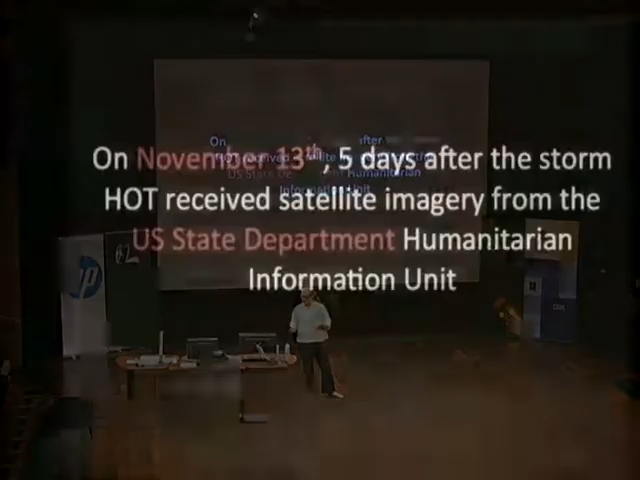 On November 13th, 5 days after the storm
HOT received satellite imagery from the
US State Department Humanitarian
Information Unit
hp